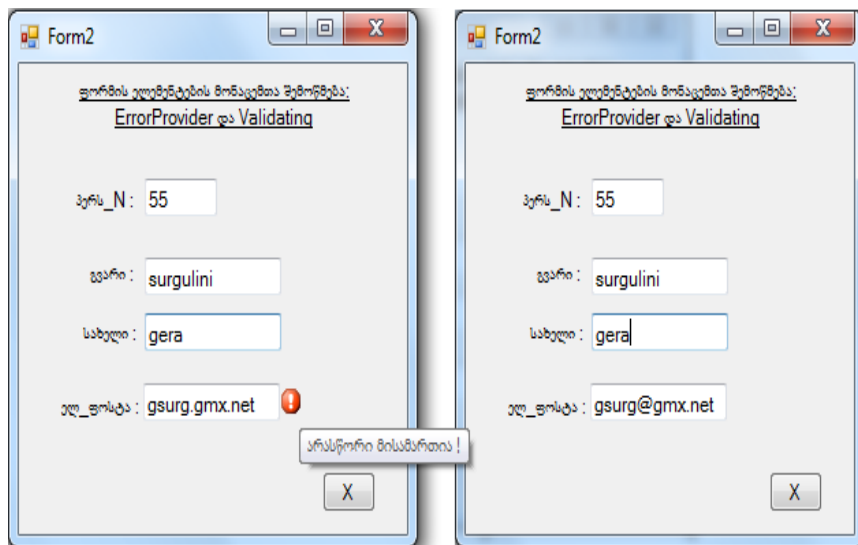 Form2
X
ფორმის ელემენტების მონაცემთა შემოწმება:
ErrorProvider და Validating
პერს_N : 55
გვარი : surgulini
სახელი : gera
ელ_ფოსტა : gsurg.gmx.net
არასწორი მისამართია !
X
Form2
X
ფორმის ელემენტების მონაცემთა შემოწმება:
ErrorProvider და Validating
პერს_N : 55
გვარი : surgulini
სახელი : gera
ელ_ფოსტა : gsurg@gmx.net
X